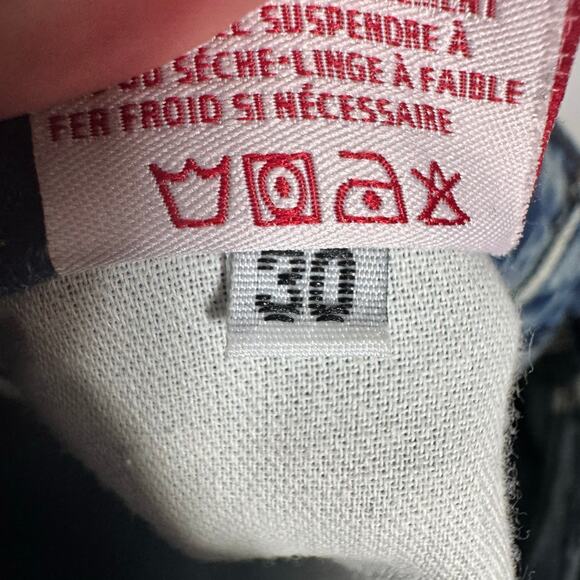 SUSPENDRE À
SÈCHE-LINGE À FAIBLE
FER FROID SI NÉCESSAIRE
30